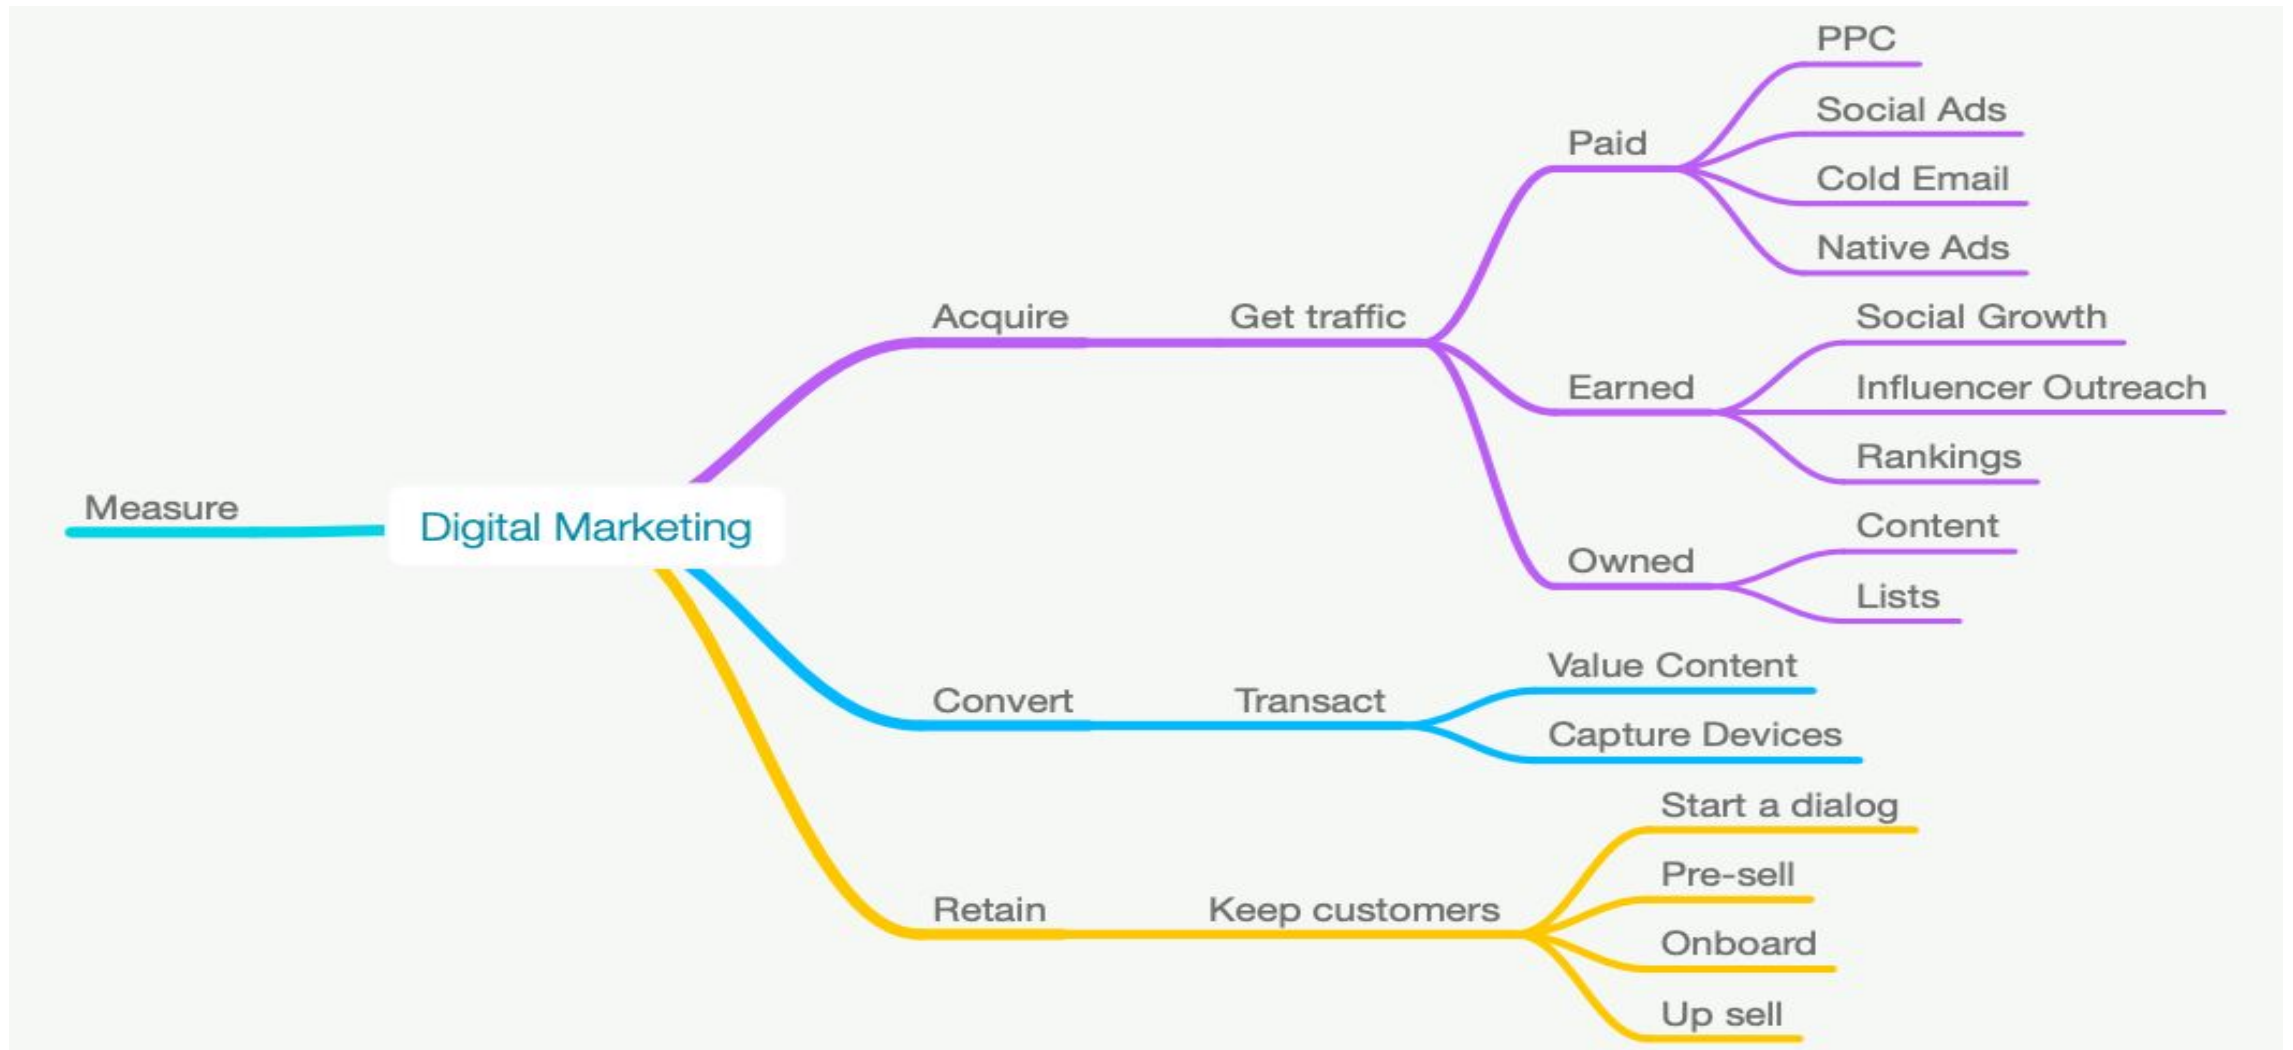 PPC
Social Ads
Paid
Cold Email
Native Ads
Acquire
Get traffic
Social Growth
Earned
Influencer Outreach
Rankings
Measure
Digital Marketing
Content
Owned
Lists
Value Content
Convert
Transact
Capture Devices
Start a dialog
Pre-sell
Retain
Keep customers
Onboard
Up sell